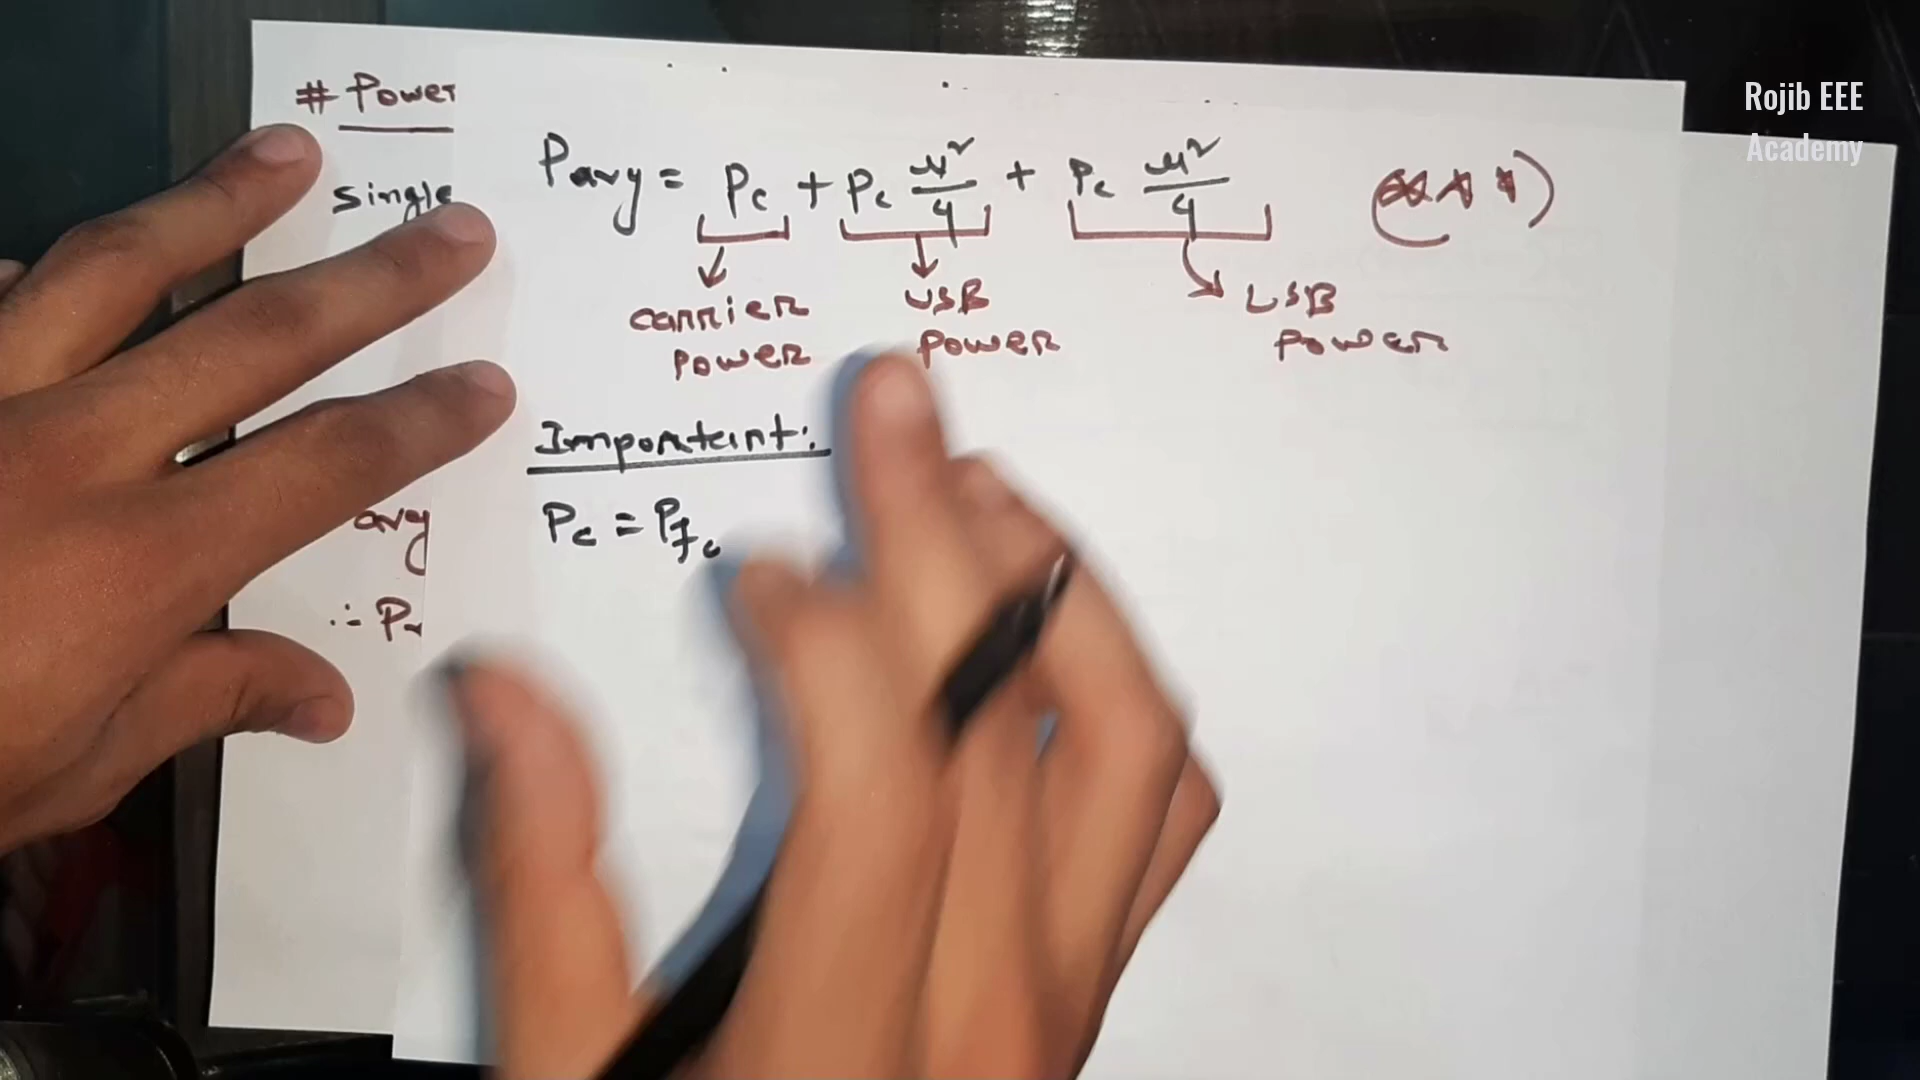 Rojib EEE
Academy
# Power
single
Pavg = Pc + Pc μ²/4 + Pc μ²/4 (☆☆☆)
carrier power
USB power
LSB power
Importent:
Pc = Pfc
avg
∴ P